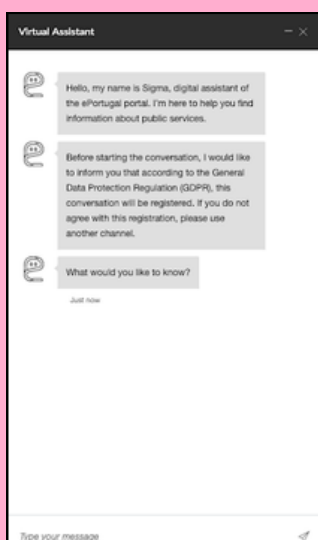 Virtual Assistant
Hello, my name is Sigma, digital assistant of
the ePortugal portal. I'm here to help you find
information about public services.
Before starting the conversation, I would like
to inform you that according to the General
Data Protection Regulation (GDPR), this
conversation will be registered. If you do not
agree with this registration, please use
another channel.
What would you like to know?
Just now
Type your message